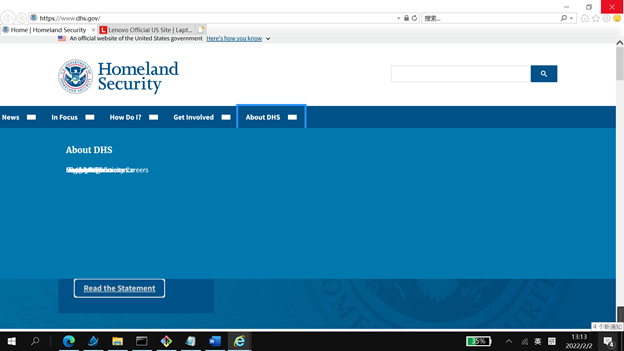 https://www.dhs.gov/
搜索...
Home | Homeland Security
Lenovo Official US Site | Lapt...
An official website of the United States government
Here's how you know
Homeland
Security
News
In Focus
How Do I?
Get Involved
About DHS
About DHS
Careers
Read the Statement
4 个新通知
35%
英
13:13
2022/2/2
4